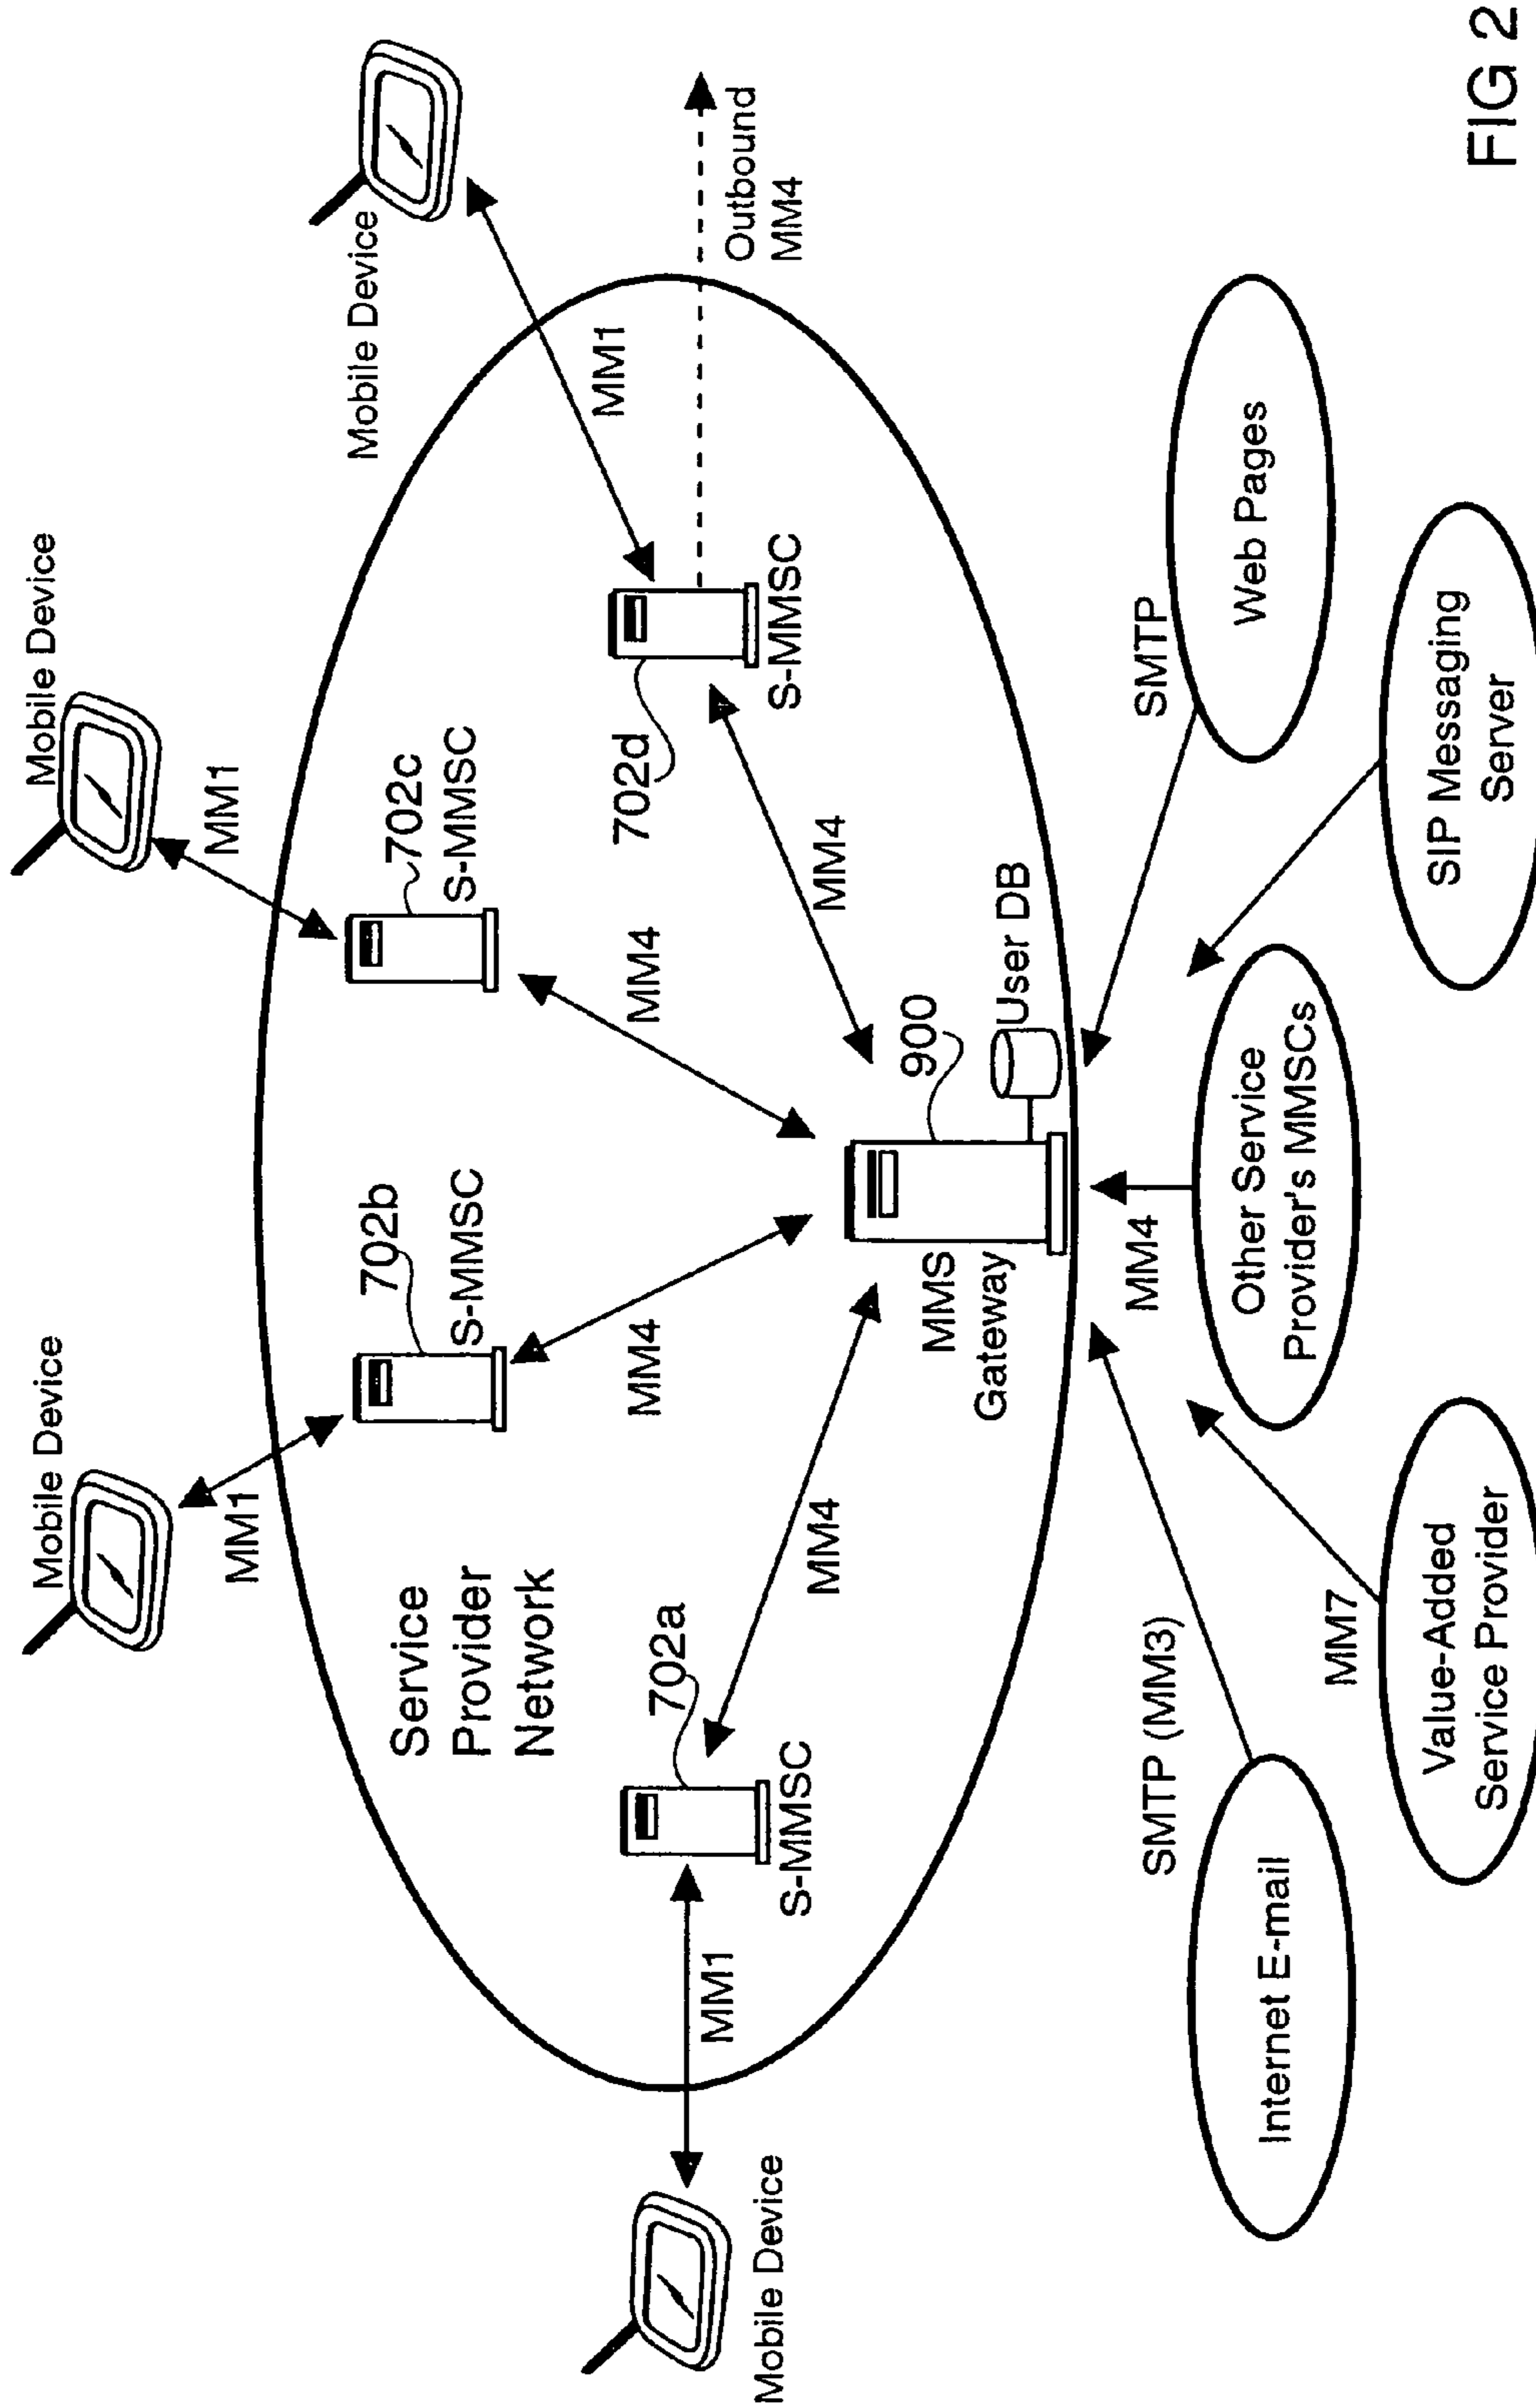 Mobile Device
Mobile Device
MM1
MM1
702b
702c
S-MMSC
S-MMSC
Mobile Device
Service
Provider
Network
MM4
MM4
MM1
702a
702d
S-MMSC
S-MMSC
MM1
Mobile Device
Outbound
MM4
MM4
MM4
900
MMS
Gateway
User DB
SMTP (MM3)
MM4
SMTP
Internet E-mail
Other Service
Provider's MMSCs
Web Pages
MM7
Value-Added
Service Provider
SIP Messaging
Server
FIG 2